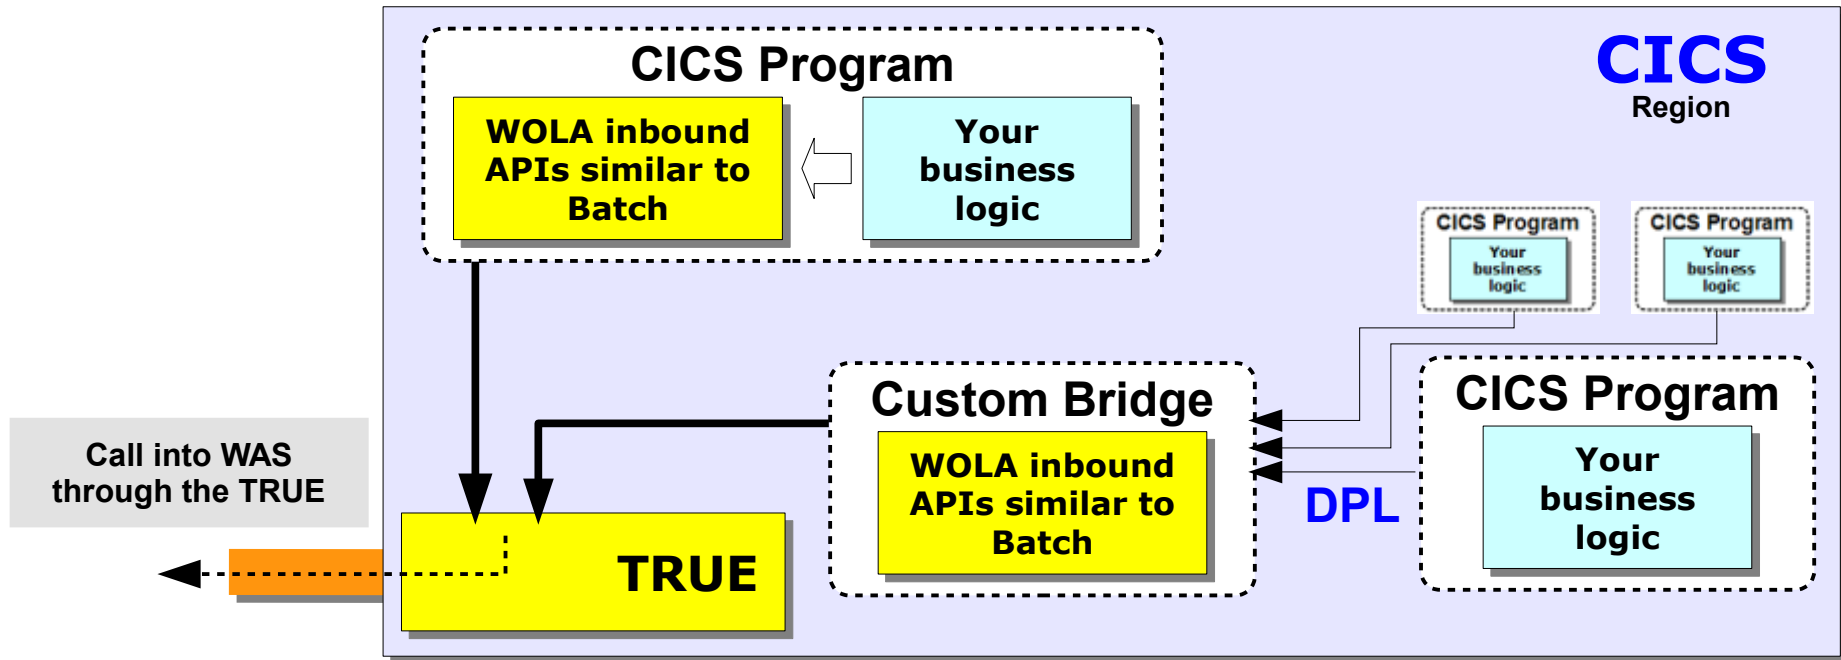 CICS Program
WOLA inbound
APIs similar to
Batch
Your
business
logic
CICS
Region
CICS Program
Your
business
logic
CICS Program
Your
business
logic
Custom Bridge
WOLA inbound
APIs similar to
Batch
DPL
CICS Program
Your
business
logic
Call into WAS
through the TRUE
TRUE